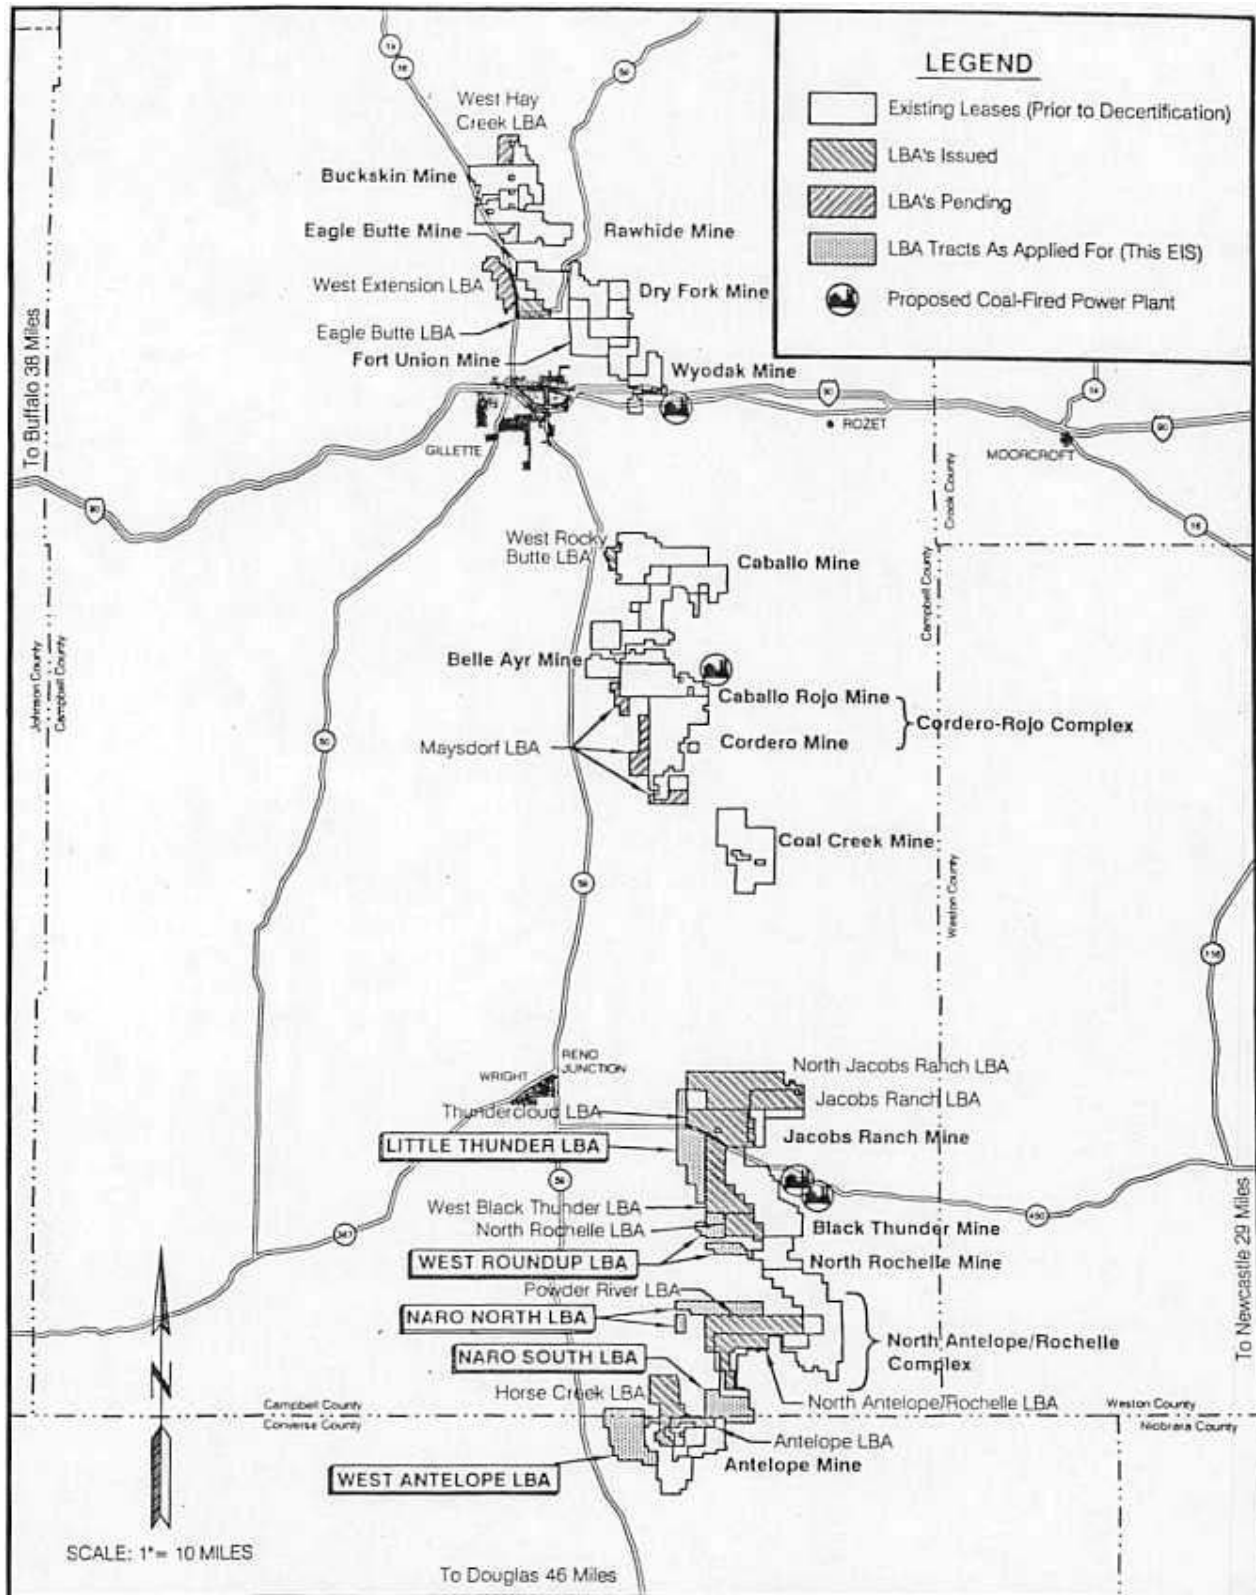 LEGEND
Existing Leases (Prior to Decertification)
LBA's Issued
LBA's Pending
LBA Tracts As Applied For (This EIS)
Proposed Coal-Fired Power Plant
West Hay
Creek LBA
Buckskin Mine
Eagle Butte Mine
Rawhide Mine
West Extension LBA
Dry Fork Mine
Eagle Butte LBA
Fort Union Mine
Wyodak Mine
To Buffalo 38 Miles
GILLETTE
ROZET
MOORCROFT
90
90
90
50
Crook County
Campbell County
West Rocky
Butte LBA
Caballo Mine
Belle Ayr Mine
Caballo Rojo Mine
Cordero-Rojo Complex
Cordero Mine
Maysdorf LBA
Johnson County
Campbell County
Coal Creek Mine
Weston County
RENO
JUNCTION
WRIGHT
North Jacobs Ranch LBA
Jacobs Ranch LBA
Thundercloud LBA
Jacobs Ranch Mine
LITTLE THUNDER LBA
West Black Thunder LBA
North Rochelle LBA
Black Thunder Mine
450
WEST ROUNDUP LBA
North Rochelle Mine
Powder River LBA
NARO NORTH LBA
North Antelope/Rochelle
Complex
NARO SOUTH LBA
Horse Creek LBA
North Antelope/Rochelle LBA
Campbell County
Converse County
Weston County
Niobrara County
Antelope LBA
Antelope Mine
WEST ANTELOPE LBA
To Newcastle 29 Miles
N
SCALE: 1"= 10 MILES
To Douglas 46 Miles